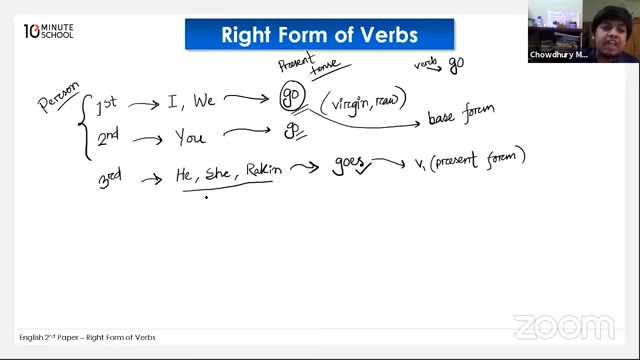 10 MINUTE SCHOOL
Right Form of Verbs
Chowdhury M...
Present tense
verb → go
Person
1st → I, We → go (virgin, raw) → base form
2nd → You → go
3rd → He, She, Rakin → goes → v₁ (present form)
English 2nd Paper – Right Form of Verbs
zoom